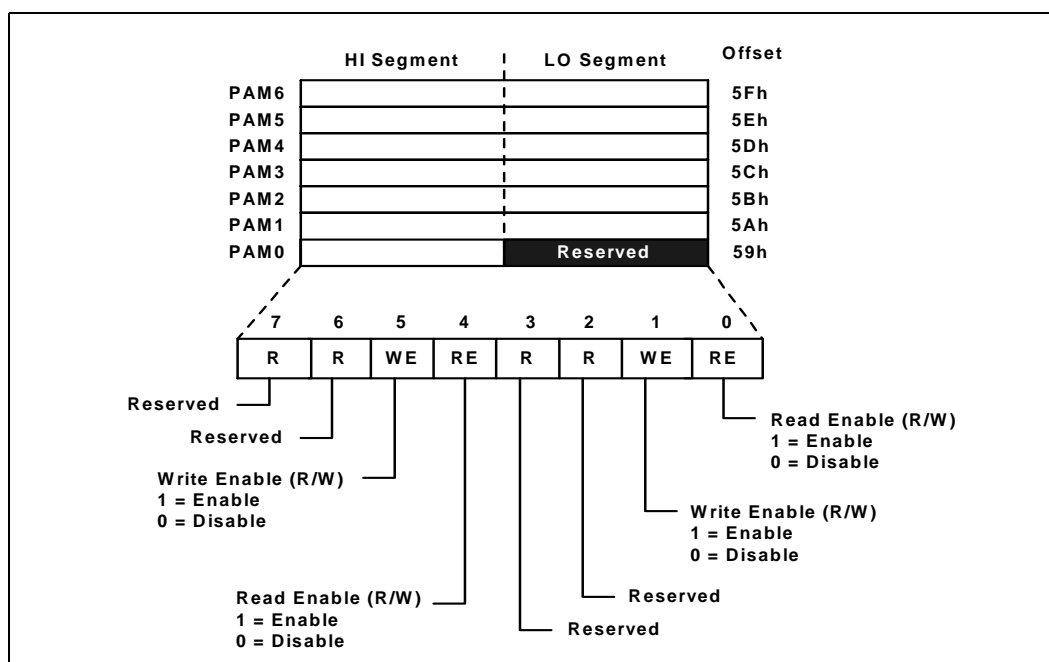 HI Segment LO Segment Offset
PAM6 5Fh
PAM5 5Eh
PAM4 5Dh
PAM3 5Ch
PAM2 5Bh
PAM1 5Ah
PAM0 Reserved 59h
7 6 5 4 3 2 1 0
R R WE RE R R WE RE
Reserved
Reserved
Read Enable (R/W)
1 = Enable
0 = Disable
Write Enable (R/W)
1 = Enable
0 = Disable
Write Enable (R/W)
1 = Enable
0 = Disable
Read Enable (R/W)
1 = Enable
0 = Disable
Reserved
Reserved